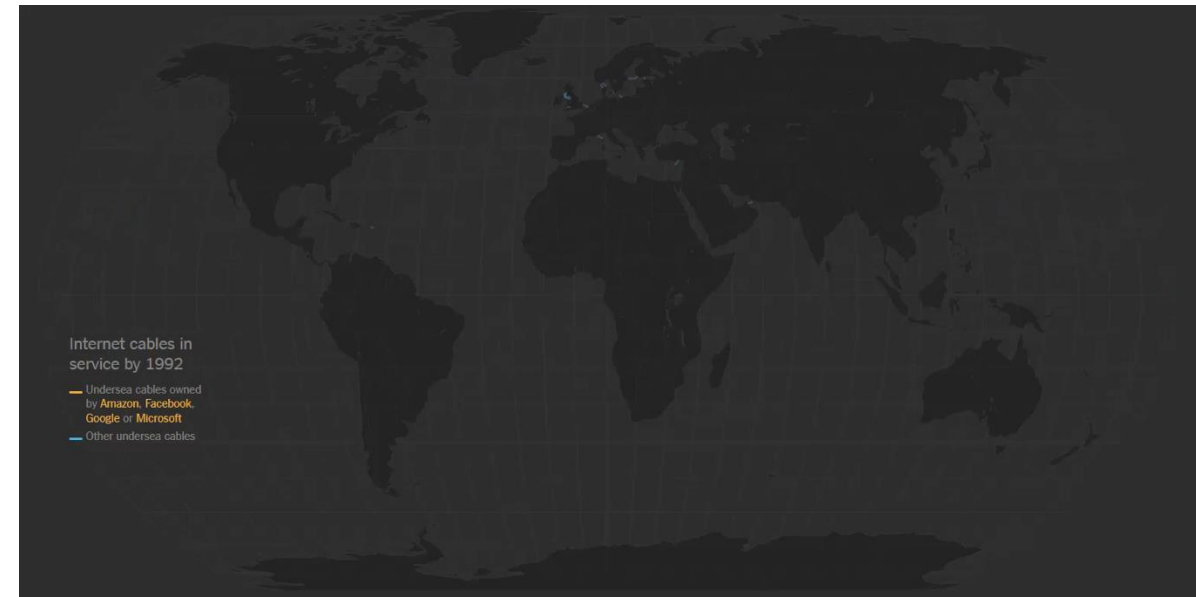 Internet cables in
service by 1992
Undersea cables owned
by Amazon, Facebook,
Google or Microsoft
Other undersea cables